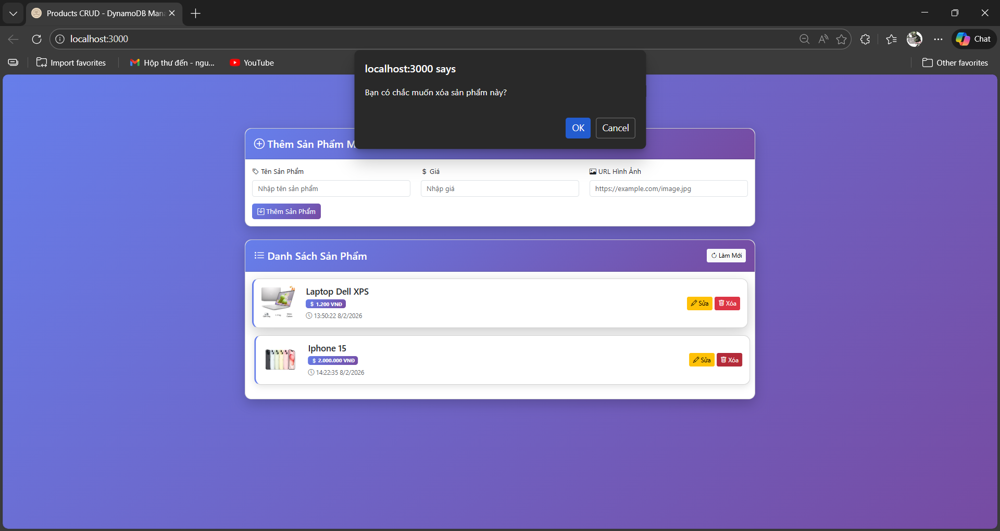 Products CRUD - DynamoDB Man
localhost:3000
Chat
Import favorites
Hộp thư đến - ngu...
YouTube
Other favorites
localhost:3000 says
Bạn có chắc muốn xóa sản phẩm này?
OK
Cancel
Thêm Sản Phẩm M
Tên Sản Phẩm
Giá
URL Hình Ảnh
Nhập tên sản phẩm
Nhập giá
https://example.com/image.jpg
Thêm Sản Phẩm
Danh Sách Sản Phẩm
Làm Mới
Laptop Dell XPS
$ 1.200 VNĐ
13:50:22 8/2/2026
Sửa
Xóa
Iphone 15
$ 2.000.000 VNĐ
14:22:35 8/2/2026
Sửa
Xóa